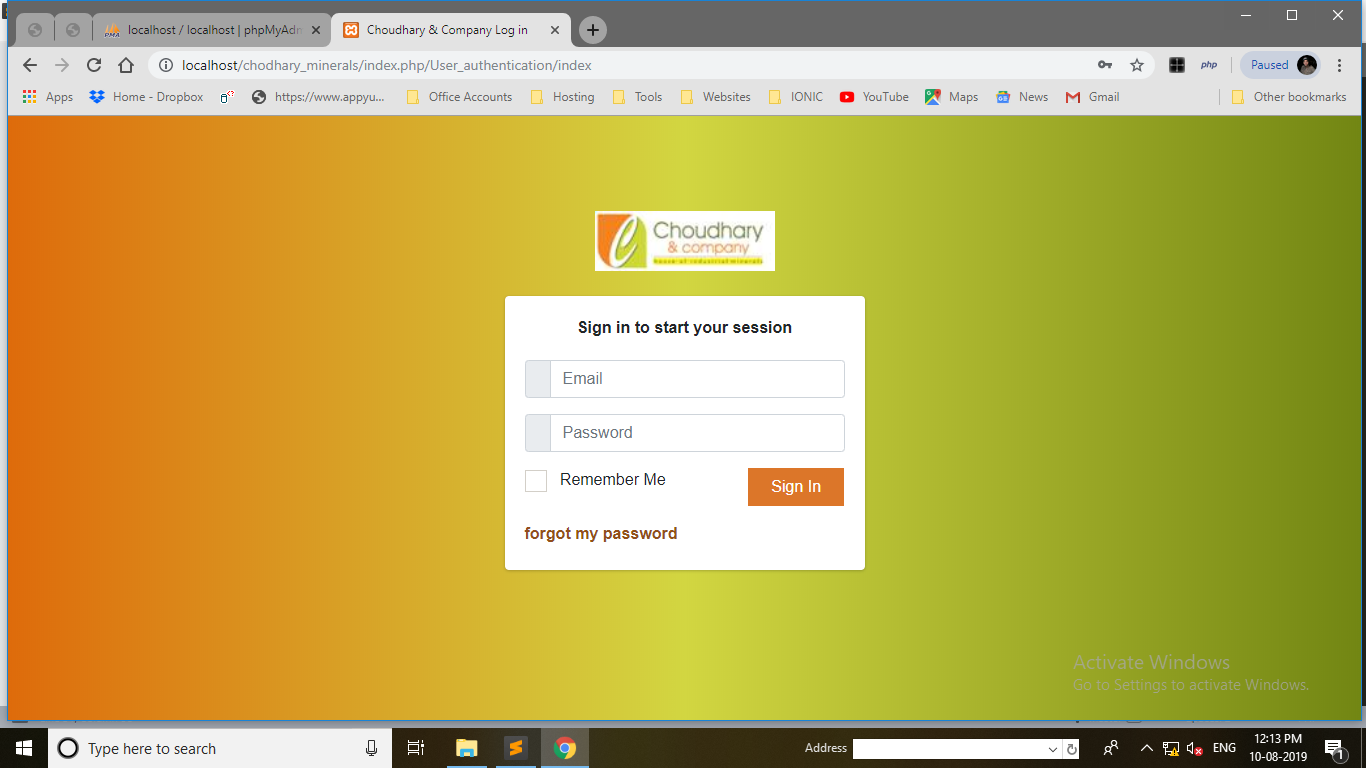 localhost / localhost | phpMyAdm
Choudhary & Company Log in
localhost/chodhary_minerals/index.php/User_authentication/index
php
Paused
Apps
Home - Dropbox
https://www.appyu...
Office Accounts
Hosting
Tools
Websites
IONIC
YouTube
Maps
News
Gmail
Other bookmarks
Choudhary
& company
house of industrial minerals
Sign in to start your session
Email
Password
Remember Me
Sign In
forgot my password
Activate Windows
Go to Settings to activate Windows.
Type here to search
Address
ENG
12:13 PM
10-08-2019
1